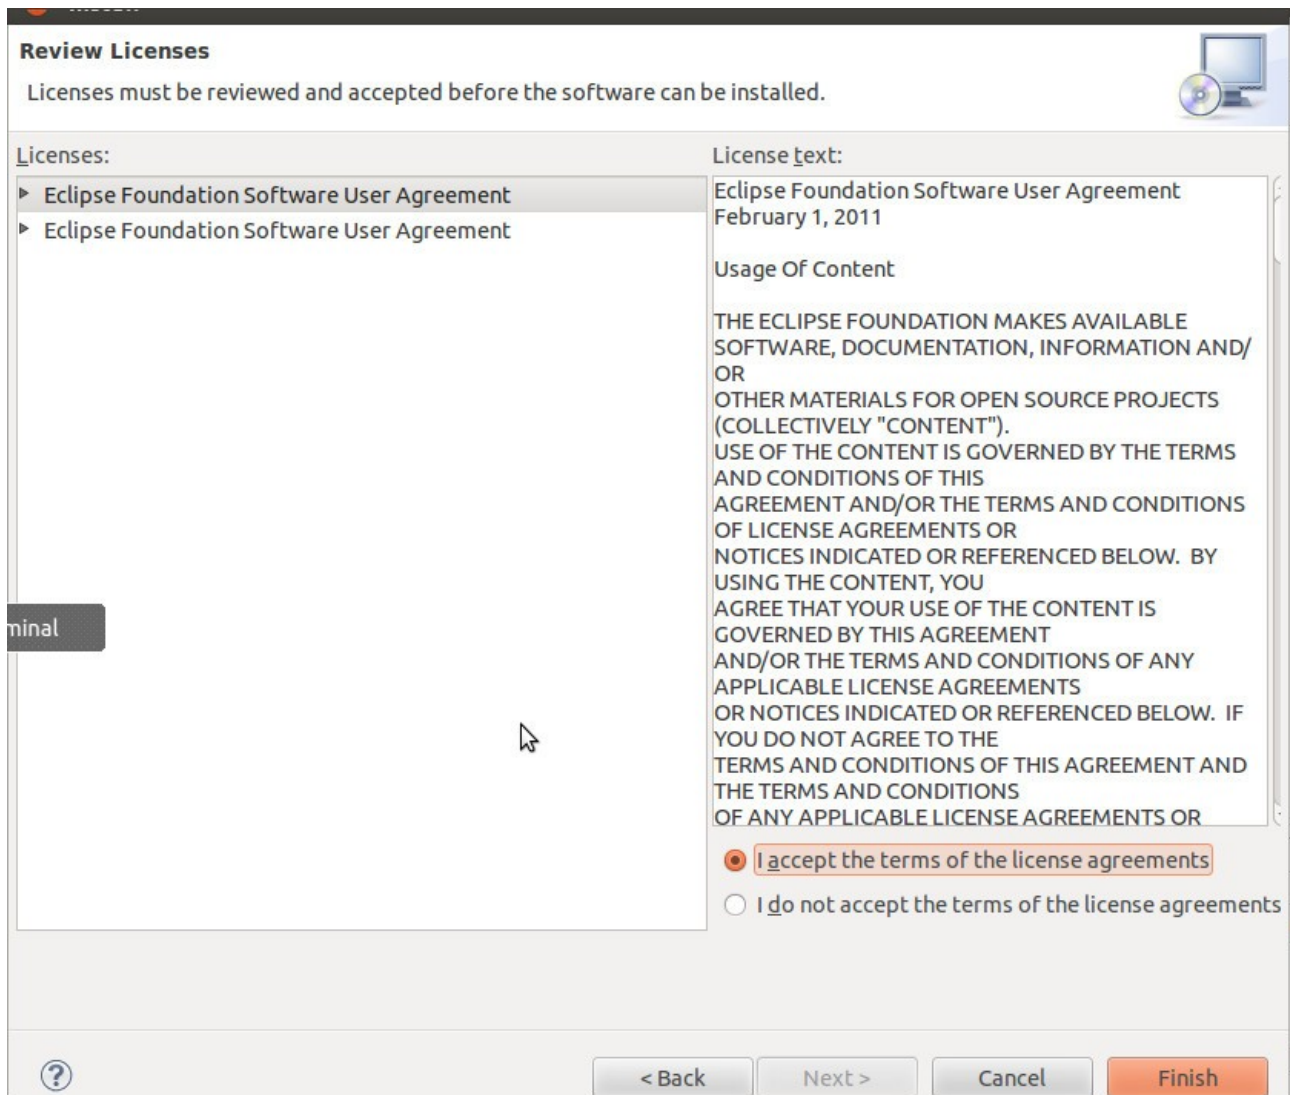 Review Licenses
Licenses must be reviewed and accepted before the software can be installed.
Licenses:
Eclipse Foundation Software User Agreement
Eclipse Foundation Software User Agreement
minal
License text:
Eclipse Foundation Software User Agreement
February 1, 2011
Usage Of Content
THE ECLIPSE FOUNDATION MAKES AVAILABLE
SOFTWARE, DOCUMENTATION, INFORMATION AND/
OR
OTHER MATERIALS FOR OPEN SOURCE PROJECTS
(COLLECTIVELY "CONTENT").
USE OF THE CONTENT IS GOVERNED BY THE TERMS
AND CONDITIONS OF THIS
AGREEMENT AND/OR THE TERMS AND CONDITIONS
OF LICENSE AGREEMENTS OR
NOTICES INDICATED OR REFERENCED BELOW.  BY
USING THE CONTENT, YOU
AGREE THAT YOUR USE OF THE CONTENT IS
GOVERNED BY THIS AGREEMENT
AND/OR THE TERMS AND CONDITIONS OF ANY
APPLICABLE LICENSE AGREEMENTS
OR NOTICES INDICATED OR REFERENCED BELOW.  IF
YOU DO NOT AGREE TO THE
TERMS AND CONDITIONS OF THIS AGREEMENT AND
THE TERMS AND CONDITIONS
OF ANY APPLICABLE LICENSE AGREEMENTS OR
I accept the terms of the license agreements
I do not accept the terms of the license agreements
?
< Back
Next >
Cancel
Finish